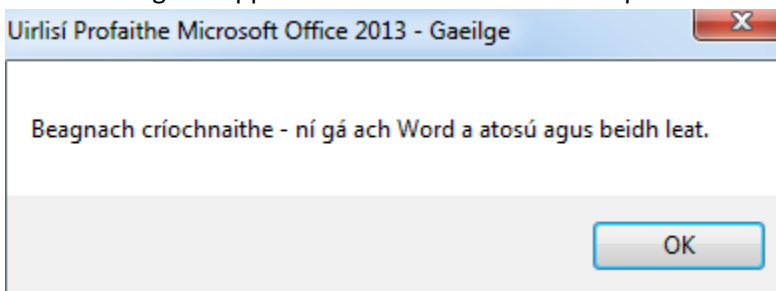 Uirlisí Profaithe Microsoft Office 2013 - Gaeilge
Beagnach críochnaithe - ní gá ach Word a atosú agus beidh leat.
OK